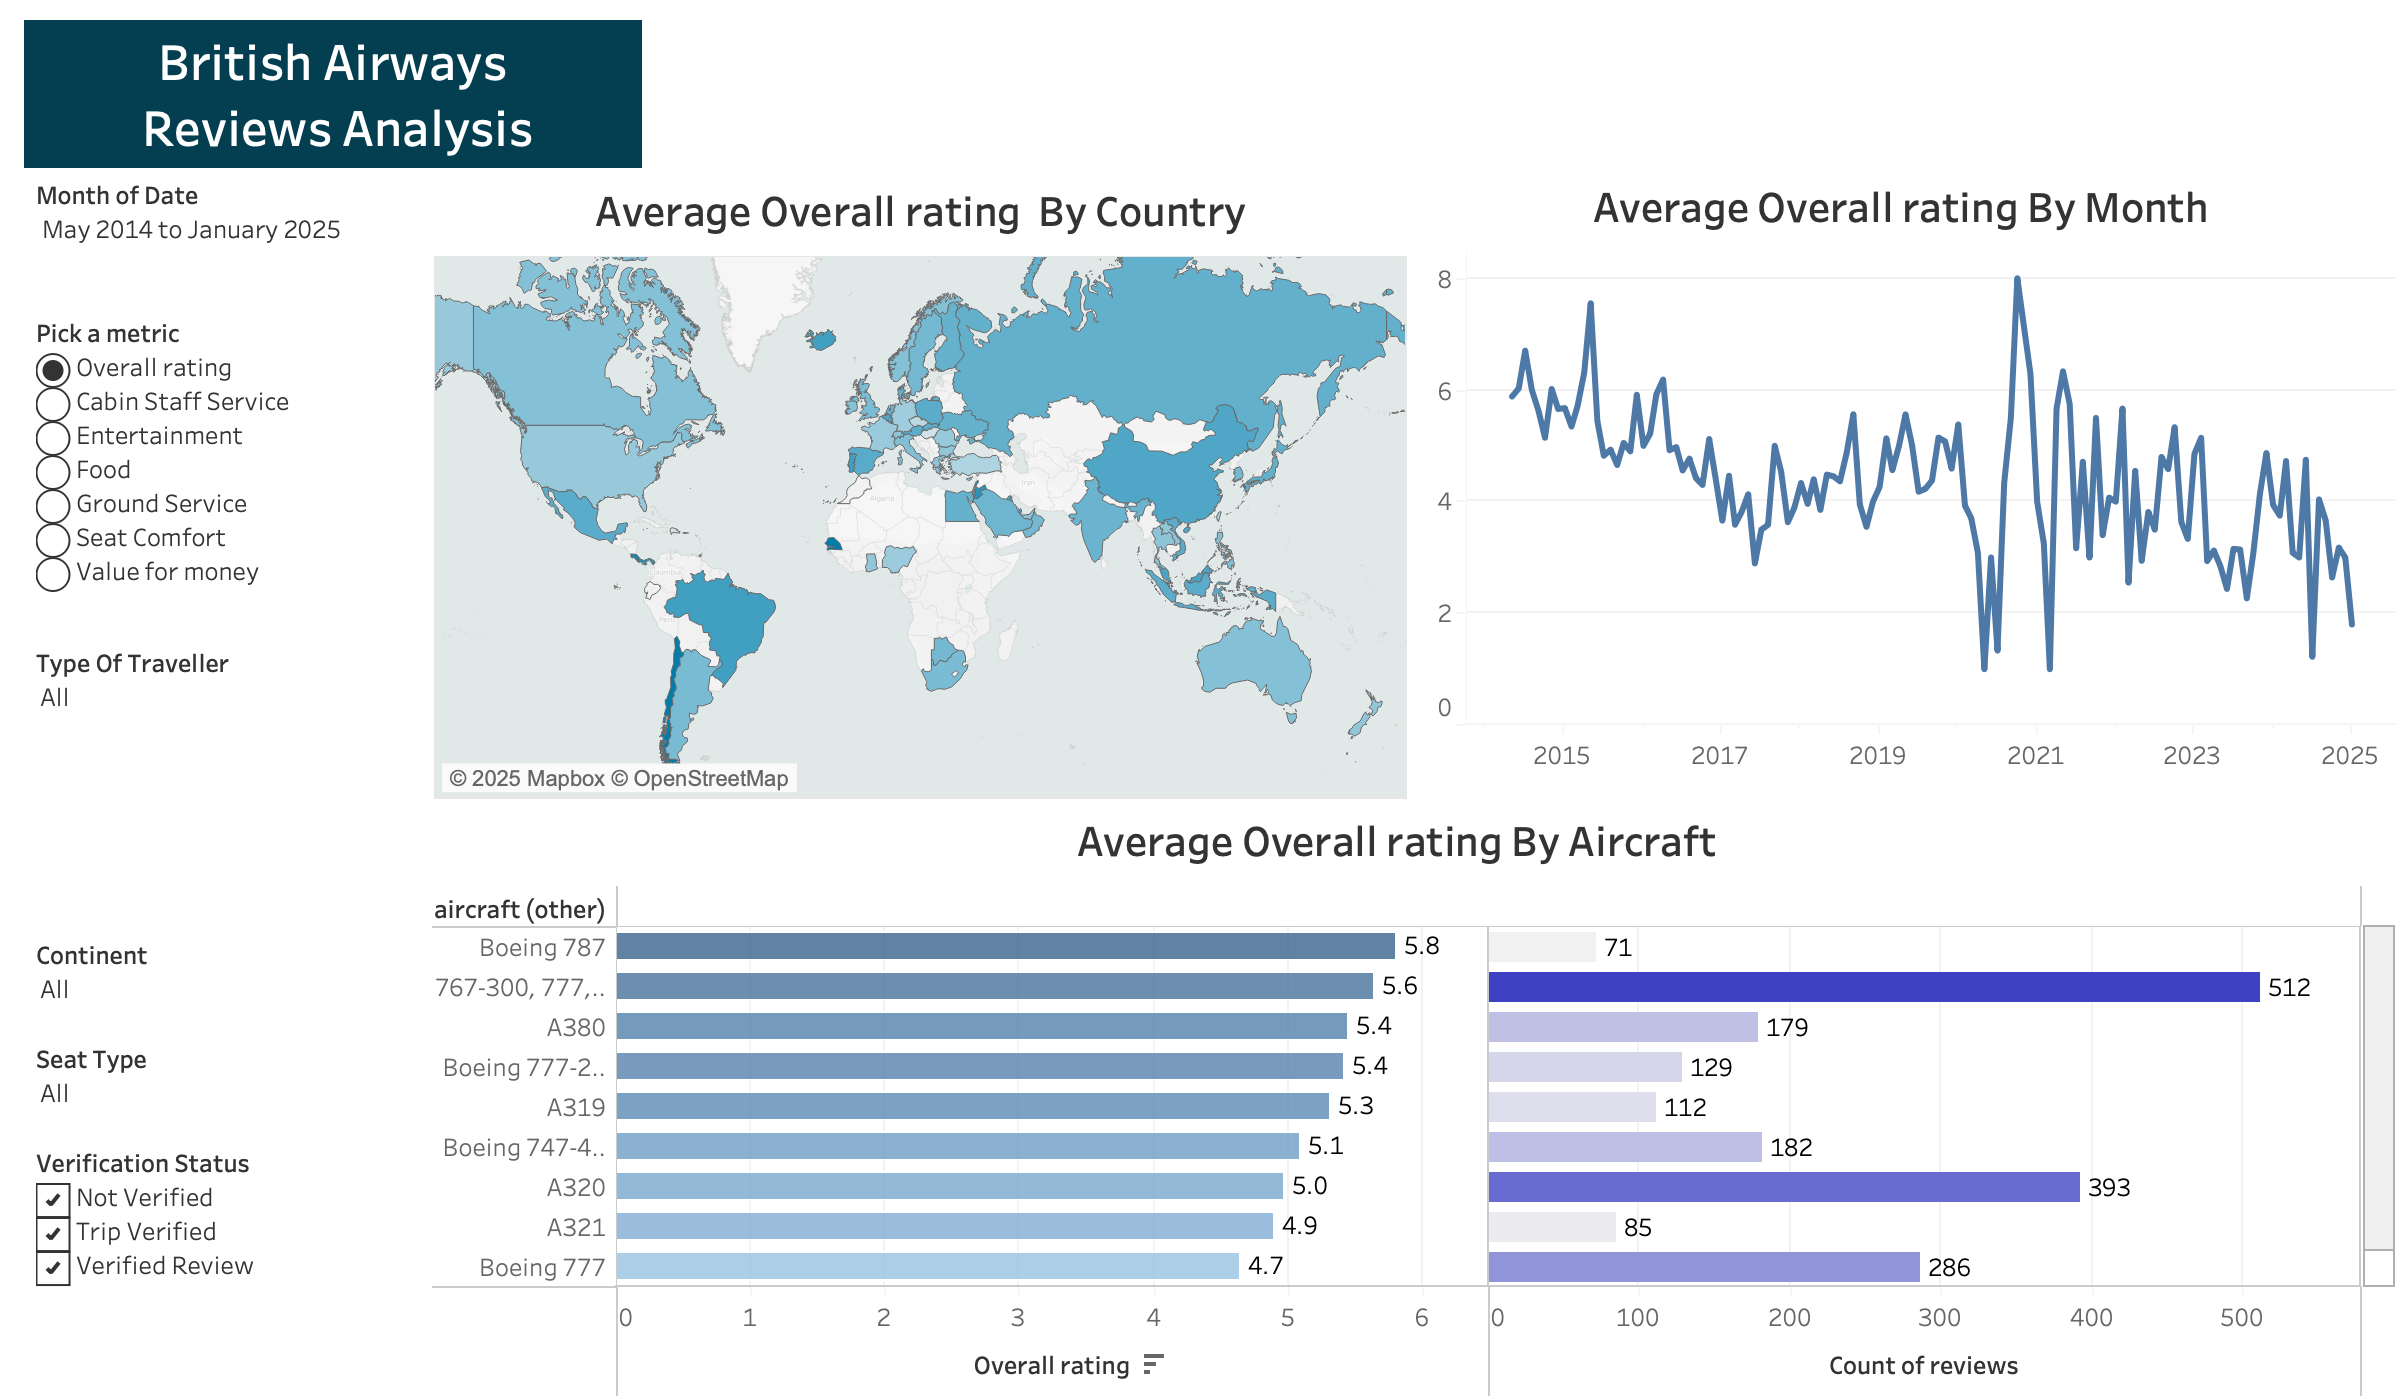 British Airways
Reviews Analysis
Month of Date
May 2014 to January 2025
Pick a metric
Overall rating
Cabin Staff Service
Entertainment
Food
Ground Service
Seat Comfort
Value for money
Type Of Traveller
All
Average Overall rating By Country
Algeria
Iran
Colombia
Peru
© 2025 Mapbox © OpenStreetMap
Average Overall rating By Month
8
6
4
2
0
2015 2017 2019 2021 2023 2025
Continent
All
Seat Type
All
Verification Status
Not Verified
Trip Verified
Verified Review
Average Overall rating By Aircraft
aircraft (other)
Boeing 787 5.8 71
767-300, 777,.. 5.6 512
A380 5.4 179
Boeing 777-2.. 5.4 129
A319 5.3 112
Boeing 747-4.. 5.1 182
A320 5.0 393
A321 4.9 85
Boeing 777 4.7 286
0 1 2 3 4 5 6 0 100 200 300 400 500
Overall rating Count of reviews